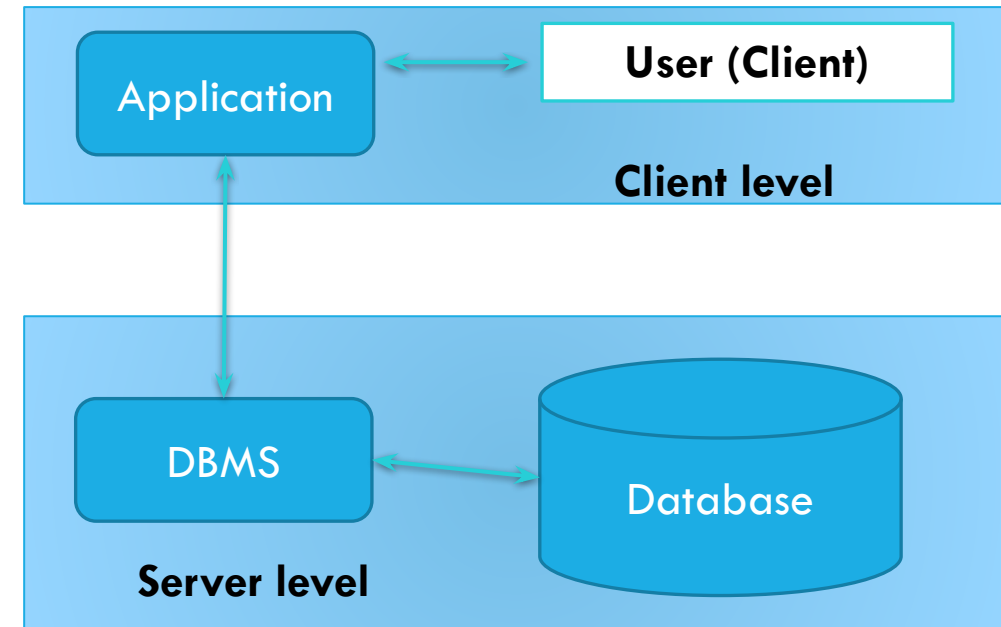 Application
User (Client)
Client level
DBMS
Database
Server level